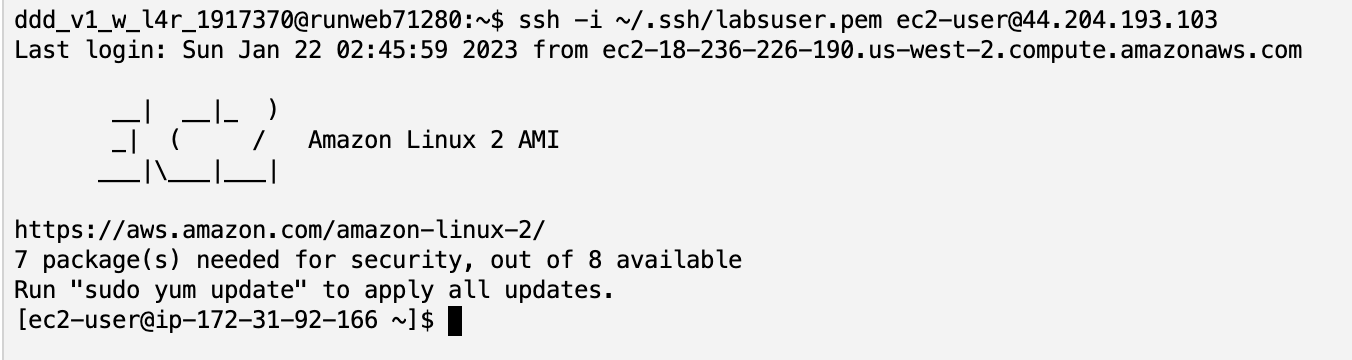 ddd_v1_w_l4r_1917370@runweb71280:~$ ssh -i ~/.ssh/labsuser.pem ec2-user@44.204.193.103
Last login: Sun Jan 22 02:45:59 2023 from ec2-18-236-226-190.us-west-2.compute.amazonaws.com

       __|  __|_  )
       _|  (     /   Amazon Linux 2 AMI
      ___|\___|___|

https://aws.amazon.com/amazon-linux-2/
7 package(s) needed for security, out of 8 available
Run "sudo yum update" to apply all updates.
[ec2-user@ip-172-31-92-166 ~]$